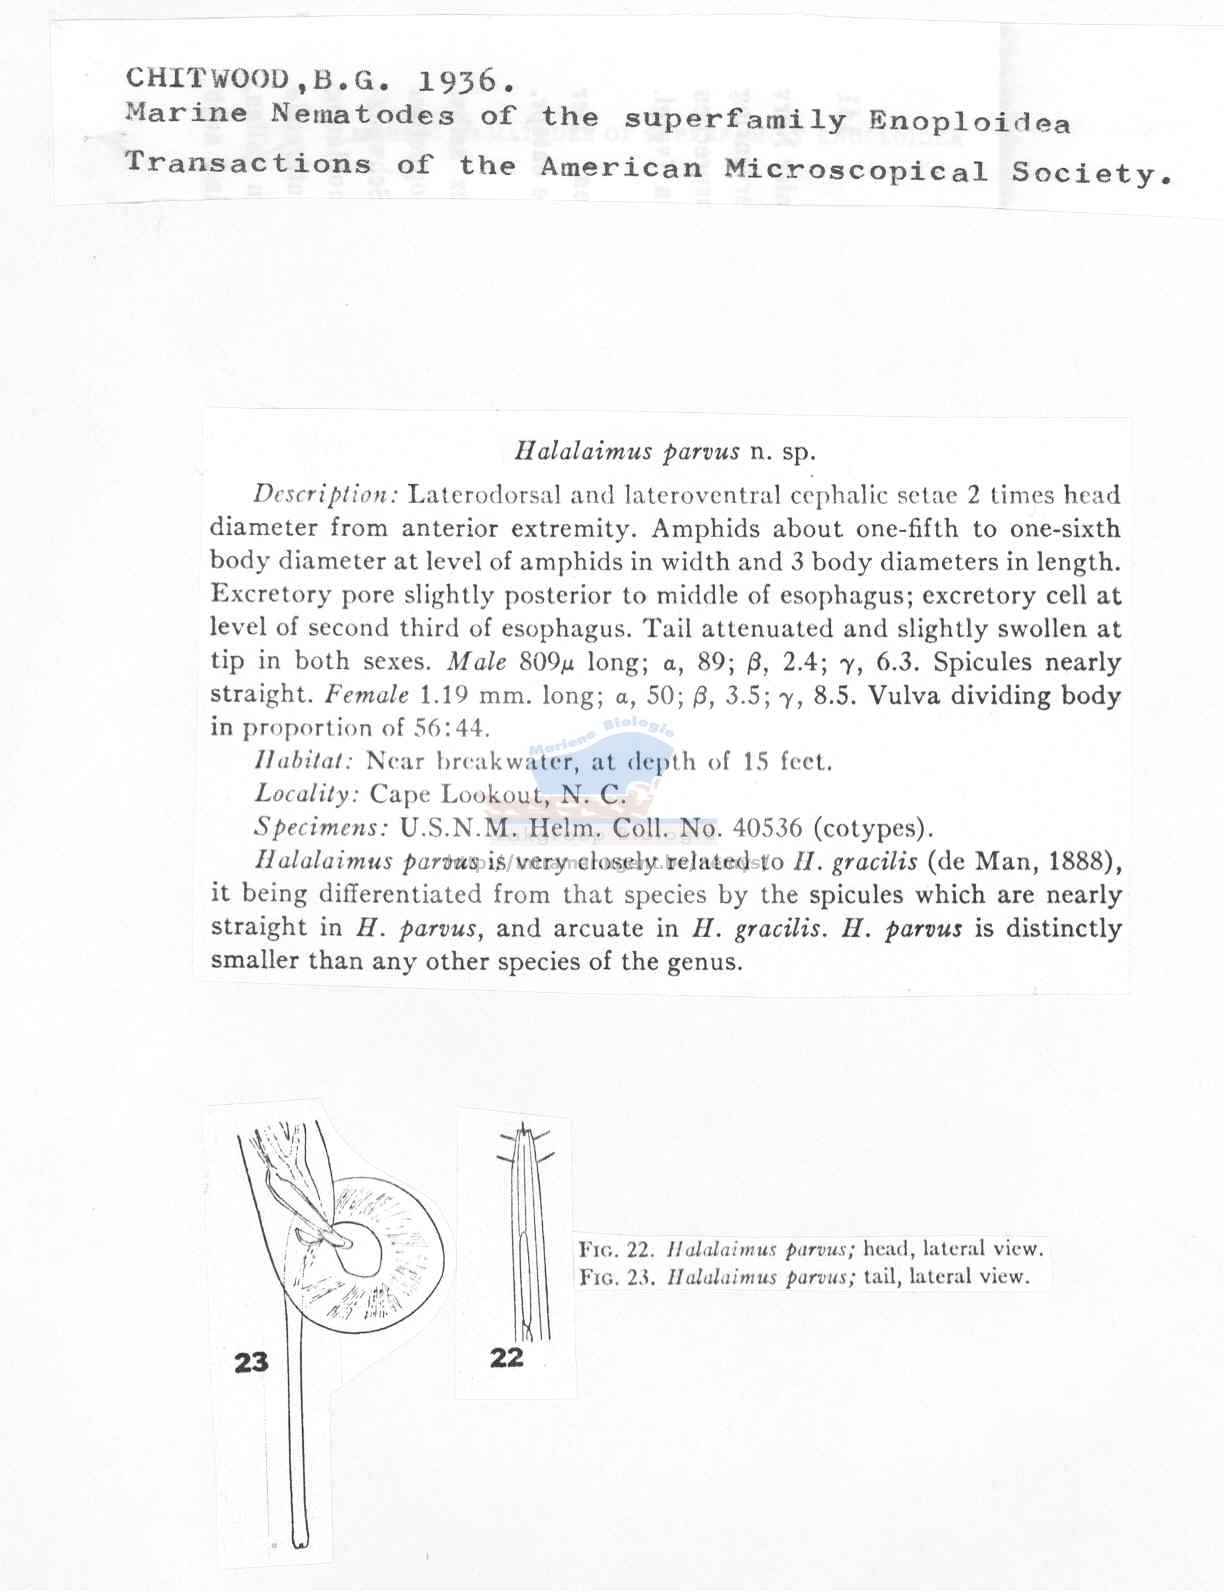 CHITWOOD,B.G. 1936.
Marine Nematodes of the superfamily Enoploidea
Transactions of the American Microscopical Society.
Halalaimus parvus n. sp.
Description: Laterodorsal and lateroventral cephalic setae 2 times head
diameter from anterior extremity. Amphids about one-fifth to one-sixth
body diameter at level of amphids in width and 3 body diameters in length.
Excretory pore slightly posterior to middle of esophagus; excretory cell at
level of second third of esophagus. Tail attenuated and slightly swollen at
tip in both sexes. Male 809μ long; α, 89; β, 2.4; γ, 6.3. Spicules nearly
straight. Female 1.19 mm. long; α, 50; β, 3.5; γ, 8.5. Vulva dividing body
in proportion of 56:44.
Mariene Biologie
Habitat: Near breakwater, at depth of 15 feet.
Locality: Cape Lookout, N. C.
Specimens: U.S.N.M. Helm. Coll. No. 40536 (cotypes).
Halalaimus parvus is very closely related to H. gracilis (de Man, 1888),
it being differentiated from that species by the spicules which are nearly
straight in H. parvus, and arcuate in H. gracilis. H. parvus is distinctly
smaller than any other species of the genus.
FIG. 22. Halalaimus parvus; head, lateral view.
FIG. 23. Halalaimus parvus; tail, lateral view.
23
22